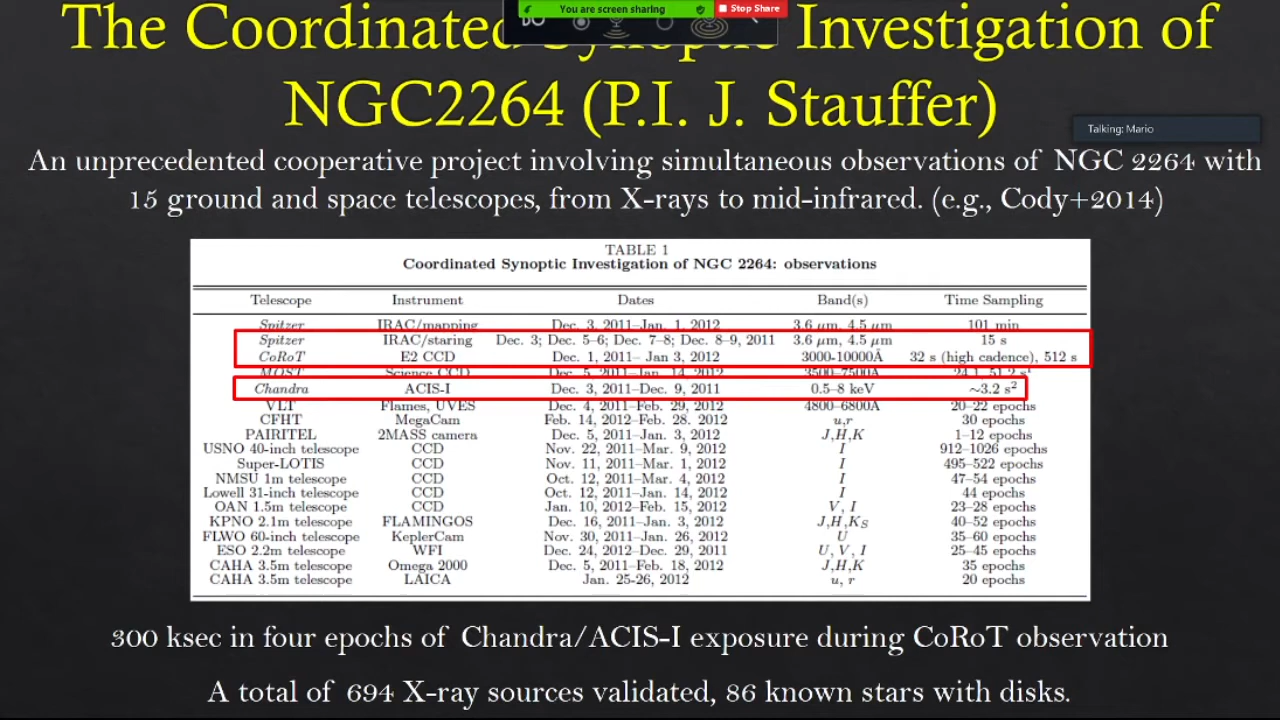 You are screen sharing
Stop Share
The Coordinated Synoptic Investigation of
NGC2264 (P.I. J. Stauffer)
Talking: Mario
An unprecedented cooperative project involving simultaneous observations of NGC 2264 with
15 ground and space telescopes, from X-rays to mid-infrared. (e.g., Cody+2014)
TABLE 1
Coordinated Synoptic Investigation of NGC 2264: observations
Telescope Instrument Dates Band(s) Time Sampling
Spitzer IRAC/mapping Dec. 3, 2011–Jan. 1, 2012 3.6 μm, 4.5 μm 101 min
Spitzer IRAC/staring Dec. 3; Dec. 5–6; Dec. 7–8; Dec. 8–9, 2011 3.6 μm, 4.5 μm 15 s
CoRoT E2 CCD Dec. 1, 2011– Jan 3, 2012 3000-10000Å 32 s (high cadence), 512 s
MOST Science CCD Dec. 5, 2011–Jan. 14, 2012 3500–7500Å 24.1, 51.2 s¹
Chandra ACIS-I Dec. 3, 2011–Dec. 9, 2011 0.5–8 keV ~3.2 s²
VLT Flames, UVES Dec. 4, 2011–Feb. 29, 2012 4800–6800Å 20–22 epochs
CFHT MegaCam Feb. 14, 2012–Feb. 28. 2012 u,r 30 epochs
PAIRITEL 2MASS camera Dec. 5, 2011–Jan. 3, 2012 J,H,K 1–12 epochs
USNO 40-inch telescope CCD Nov. 22, 2011–Mar. 9, 2012 I 912–1026 epochs
Super-LOTIS CCD Nov. 11, 2011–Mar. 1, 2012 I 495–522 epochs
NMSU 1m telescope CCD Oct. 12, 2011–Mar. 4, 2012 I 47–54 epochs
Lowell 31-inch telescope CCD Oct. 12, 2011–Jan. 14, 2012 I 44 epochs
OAN 1.5m telescope CCD Jan. 10, 2012–Feb. 15, 2012 V, I 23–28 epochs
KPNO 2.1m telescope FLAMINGOS Dec. 16, 2011–Jan. 3, 2012 J,H,K_S 40–52 epochs
FLWO 60-inch telescope KeplerCam Nov. 30, 2011–Jan. 26, 2012 U 35–60 epochs
ESO 2.2m telescope WFI Dec. 24, 2012–Dec. 29, 2011 U, V, I 25–45 epochs
CAHA 3.5m telescope Omega 2000 Dec. 5, 2011–Feb. 18, 2012 J,H,K 35 epochs
CAHA 3.5m telescope LAICA Jan. 25-26, 2012 u, r 20 epochs
300 ksec in four epochs of Chandra/ACIS-I exposure during CoRoT observation
A total of 694 X-ray sources validated, 86 known stars with disks.